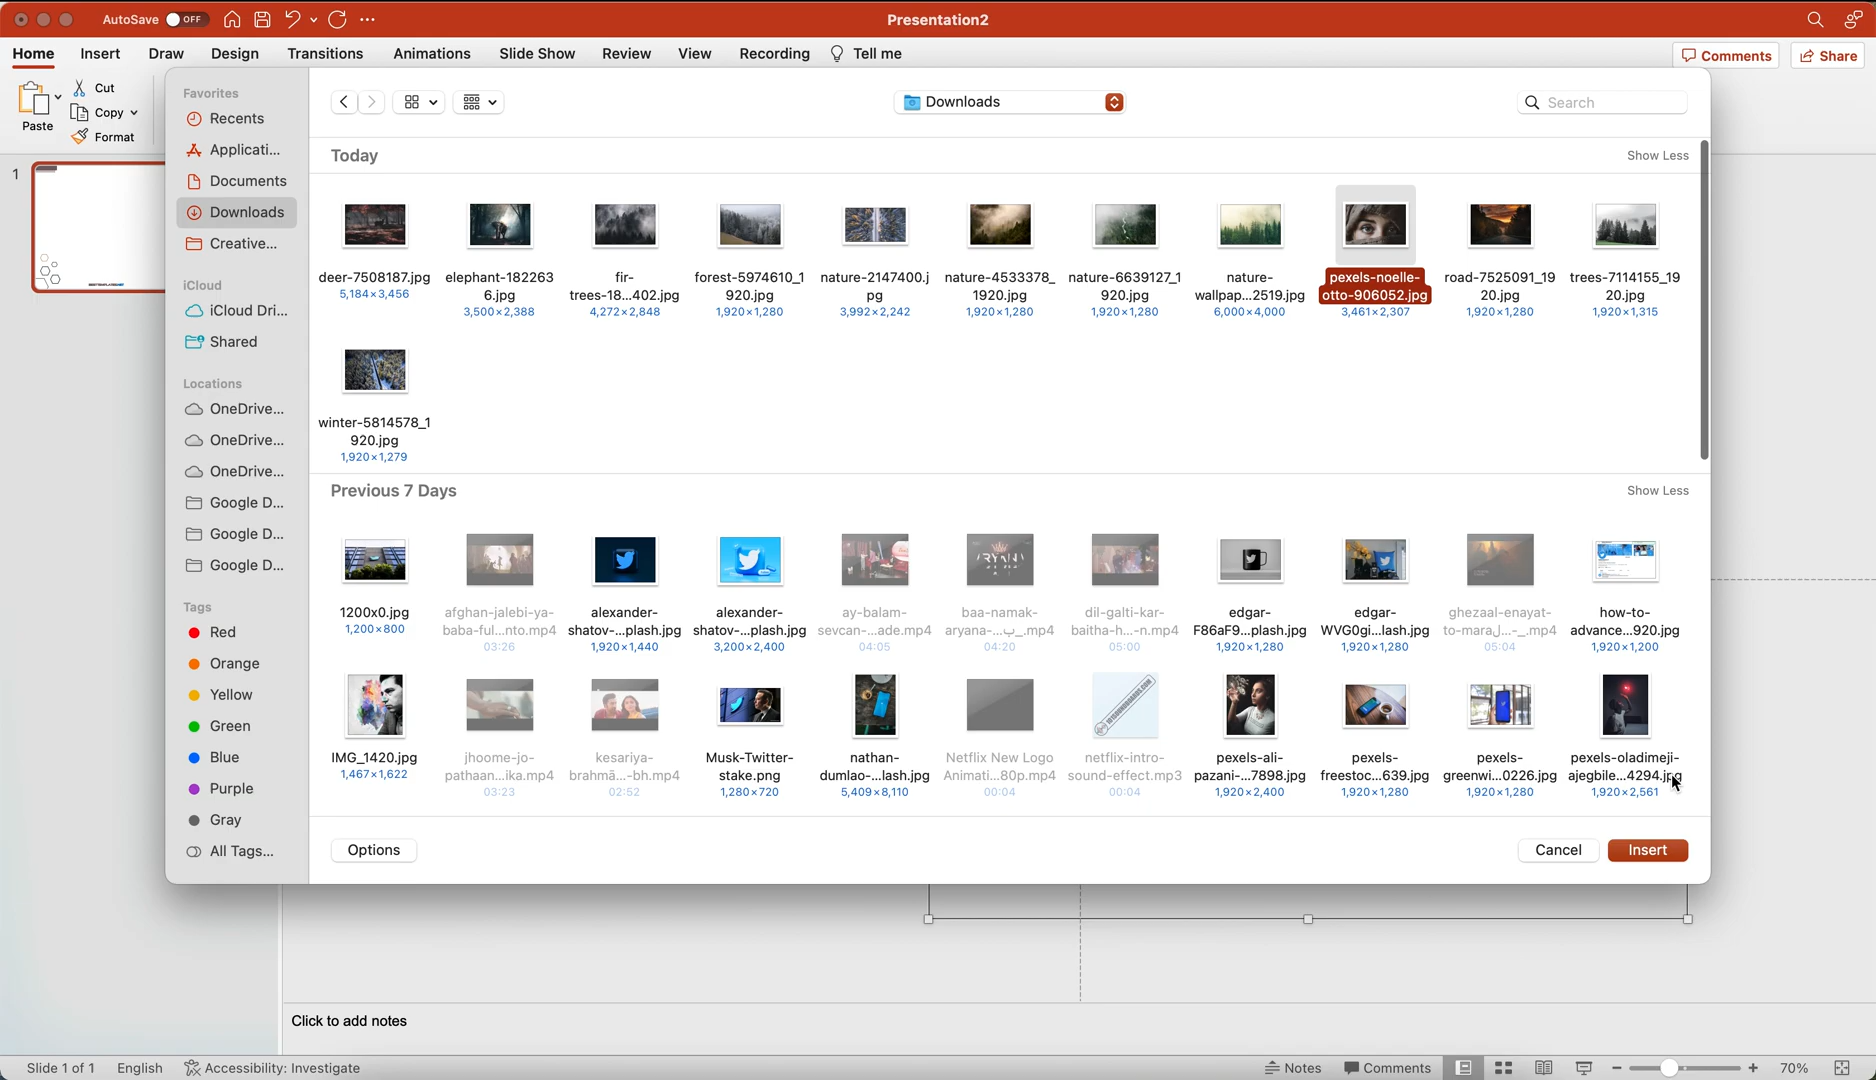 AutoSave OFF Presentation2
Home Insert Draw Design Transitions Animations Slide Show Review View Recording Tell me Comments Share
Paste Cut
Copy
Format
Favorites
Recents
Applicati...
Documents
Downloads
Creative...
iCloud
iCloud Dri...
Shared
Locations
OneDrive...
OneDrive...
OneDrive...
Google D...
Google D...
Google D...
Tags
Red
Orange
Yellow
Green
Blue
Purple
Gray
All Tags...
Downloads Search
Today Show Less
deer-7508187.jpg
5,184×3,456
elephant-182263
6.jpg
3,500×2,388
fir-
trees-18...402.jpg
4,272×2,848
forest-5974610_1
920.jpg
1,920×1,280
nature-2147400.j
pg
3,992×2,242
nature-4533378_
1920.jpg
1,920×1,280
nature-6639127_1
920.jpg
1,920×1,280
nature-
wallpap...2519.jpg
6,000×4,000
pexels-noelle-
otto-906052.jpg
3,461×2,307
road-7525091_19
20.jpg
1,920×1,280
trees-7114155_19
20.jpg
1,920×1,315
winter-5814578_1
920.jpg
1,920×1,279
Previous 7 Days Show Less
1200x0.jpg
1,200×800
afghan-jalebi-ya-
baba-ful...nto.mp4
03:26
alexander-
shatov-...plash.jpg
1,920×1,440
alexander-
shatov-...plash.jpg
3,200×2,400
ay-balam-
sevcan-...ade.mp4
04:05
baa-namak-
aryana-...ب_.mp4
04:20
dil-galti-kar-
baitha-h...-n.mp4
05:00
edgar-
F86aF9...plash.jpg
1,920×1,280
edgar-
WVG0gi...lash.jpg
1,920×1,280
ghezaal-enayat-
to-maraل...-_.mp4
05:04
how-to-
advance...920.jpg
1,920×1,200
IMG_1420.jpg
1,467×1,622
jhoome-jo-
pathaan...ika.mp4
03:23
kesariya-
brahmā...-bh.mp4
02:52
Musk-Twitter-
stake.png
1,280×720
nathan-
dumlao-...lash.jpg
5,409×8,110
Netflix New Logo
Animati...80p.mp4
00:04
netflix-intro-
sound-effect.mp3
00:04
pexels-ali-
pazani-...7898.jpg
1,920×2,400
pexels-
freestoc...639.jpg
1,920×1,280
pexels-
greenwi...0226.jpg
1,920×1,280
pexels-oladimeji-
ajegbile...4294.jpg
1,920×2,561
Options Cancel Insert
1
Click to add notes
Slide 1 of 1 English Accessibility: Investigate Notes Comments 70%